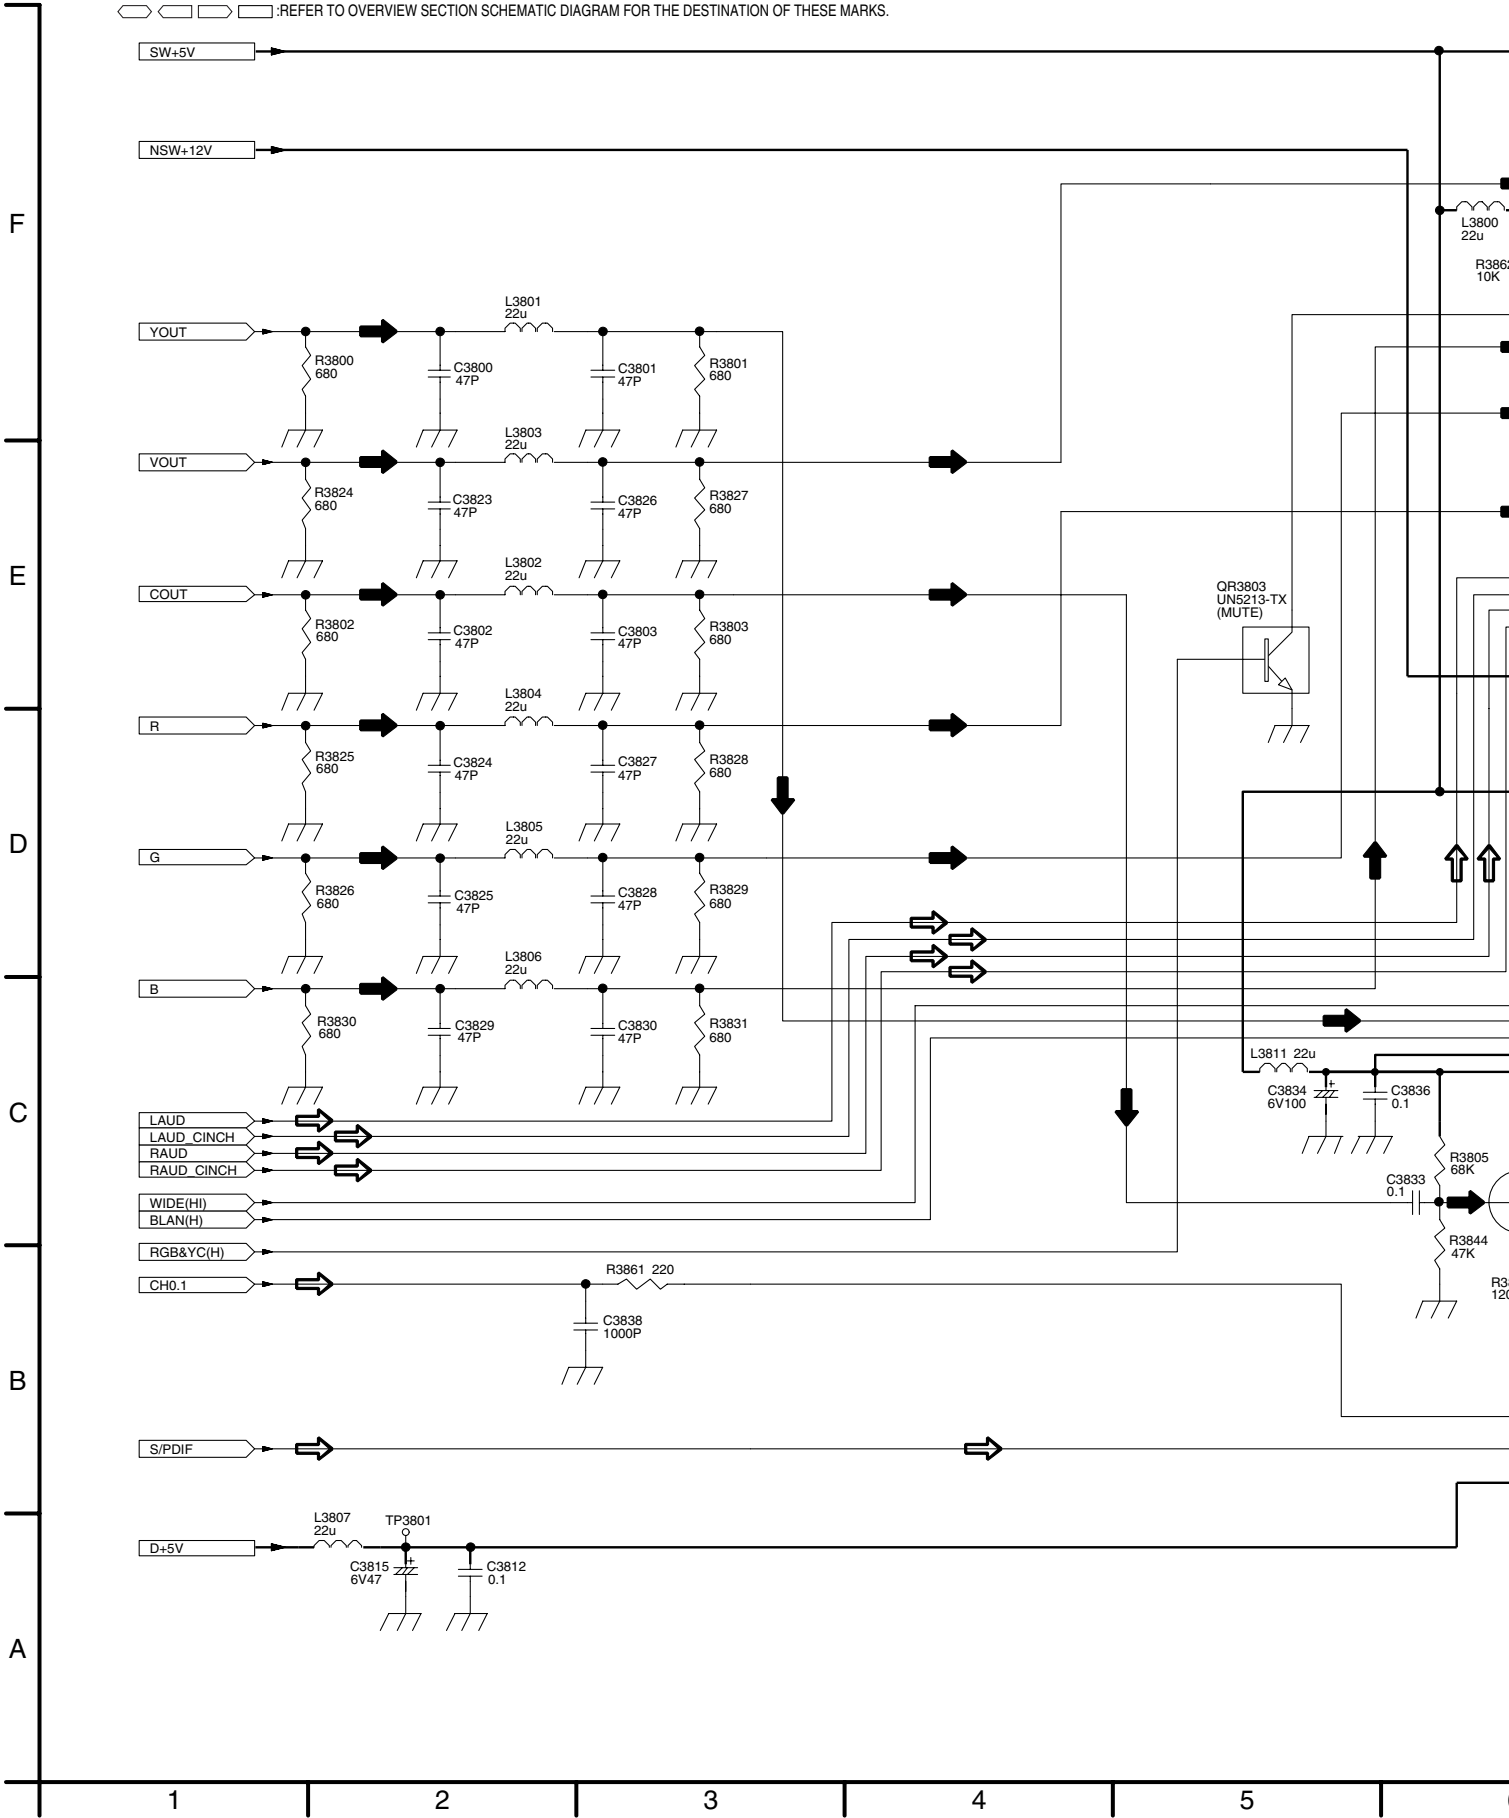 :REFER TO OVERVIEW SECTION SCHEMATIC DIAGRAM FOR THE DESTINATION OF THESE MARKS.
SW+5V
NSW+12V
F
L3800
22u
10K
L3801
22u
YOUT
R3800
680
C3800
47P
C3801
47P
R3801
680
L3803
22u
VOUT
R3824
680
C3823
47P
C3826
47P
R3827
680
E
L3802
22u
COUT
QR3803
UN5213-TX
(MUTE)
R3802
680
C3802
47P
C3803
47P
R3803
680
L3804
22u
R
R3825
680
C3824
47P
C3827
47P
R3828
680
D
L3805
22u
G
R3826
680
C3825
47P
C3828
47P
R3829
680
L3806
22u
B
R3830
680
C3829
47P
C3830
47P
R3831
680
L3811 22u
C3834
6V100
C3836
0.1
C
LAUD
LAUD_CINCH
RAUD
RAUD_CINCH
R3805
68K
C3833
0.1
WIDE(HI)
BLAN(H)
R3844
47K
RGB&YC(H)
CH0.1
R3861 220
C3838
1000P
B
S/PDIF
L3807
22u
TP3801
D+5V
C3815
6V47
C3812
0.1
A
1 2 3 4 5